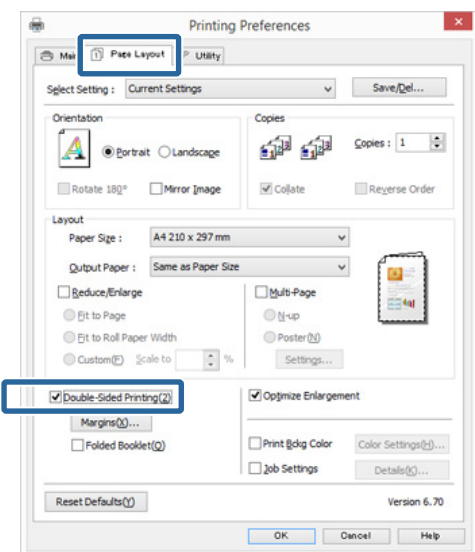 Printing Preferences
Page Layout Utility
Select Setting : Current Settings Save/Del...
Orientation Copies
Portrait Landscape Copies : 1
Rotate 180° Mirror Image Collate Reverse Order
Layout
Paper Size : A4 210 x 297 mm
Output Paper : Same as Paper Size
Reduce/Enlarge Multi-Page
Fit to Page N-up
Fit to Roll Paper Width Poster(N)
Custom(F) Scale to % Settings...
Double-Sided Printing(2) Optimize Enlargement
Margins(X)...
Folded Booklet(O) Print Bckg Color Color Settings(H)...
Job Settings Details(K)...
Reset Defaults(Y) Version 6.70
OK Cancel Help